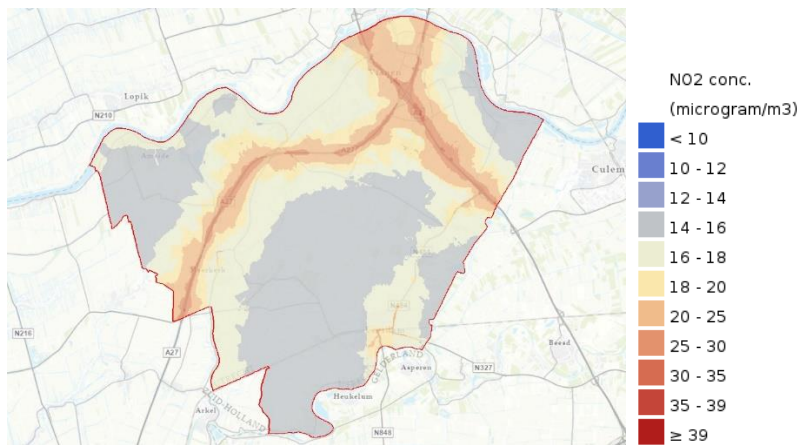 Lopik
N210
Culem
N216
A27
GELDERLAND
Asperen
N327
Beesd
ZUID HOLLAND
Heukelum
Arkel
N848
NO2 conc.
(microgram/m3)
< 10
10 - 12
12 - 14
14 - 16
16 - 18
18 - 20
20 - 25
25 - 30
30 - 35
35 - 39
≥ 39